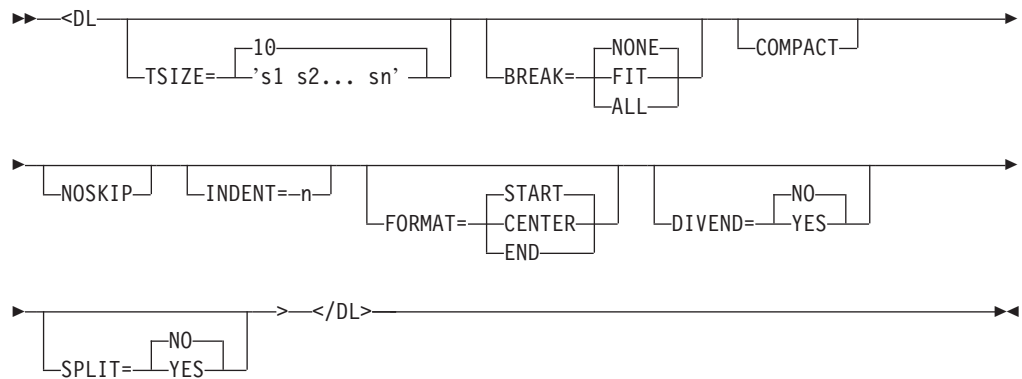 <DL
10
NONE
TSIZE= 's1 s2... sn' BREAK= FIT COMPACT
ALL
NOSKIP INDENT= n START NO
FORMAT= CENTER DIVEND= YES
END
> </DL>
NO
SPLIT= YES